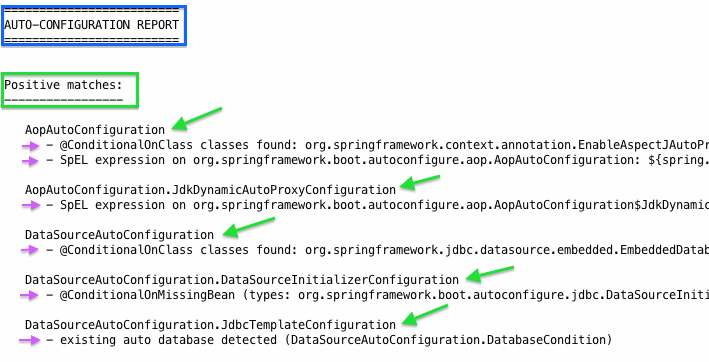 ==========================
AUTO-CONFIGURATION REPORT
==========================
Positive matches:
-----------------
AopAutoConfiguration
- @ConditionalOnClass classes found: org.springframework.context.annotation.EnableAspectJAutoPr
- SpEL expression on org.springframework.boot.autoconfigure.aop.AopAutoConfiguration: ${spring.
AopAutoConfiguration.JdkDynamicAutoProxyConfiguration
- SpEL expression on org.springframework.boot.autoconfigure.aop.AopAutoConfiguration$JdkDynamic
DataSourceAutoConfiguration
- @ConditionalOnClass classes found: org.springframework.jdbc.datasource.embedded.EmbeddedDatab
DataSourceAutoConfiguration.DataSourceInitializerConfiguration
- @ConditionalOnMissingBean (types: org.springframework.boot.autoconfigure.jdbc.DataSourceIniti
DataSourceAutoConfiguration.JdbcTemplateConfiguration
- existing auto database detected (DataSourceAutoConfiguration.DatabaseCondition)